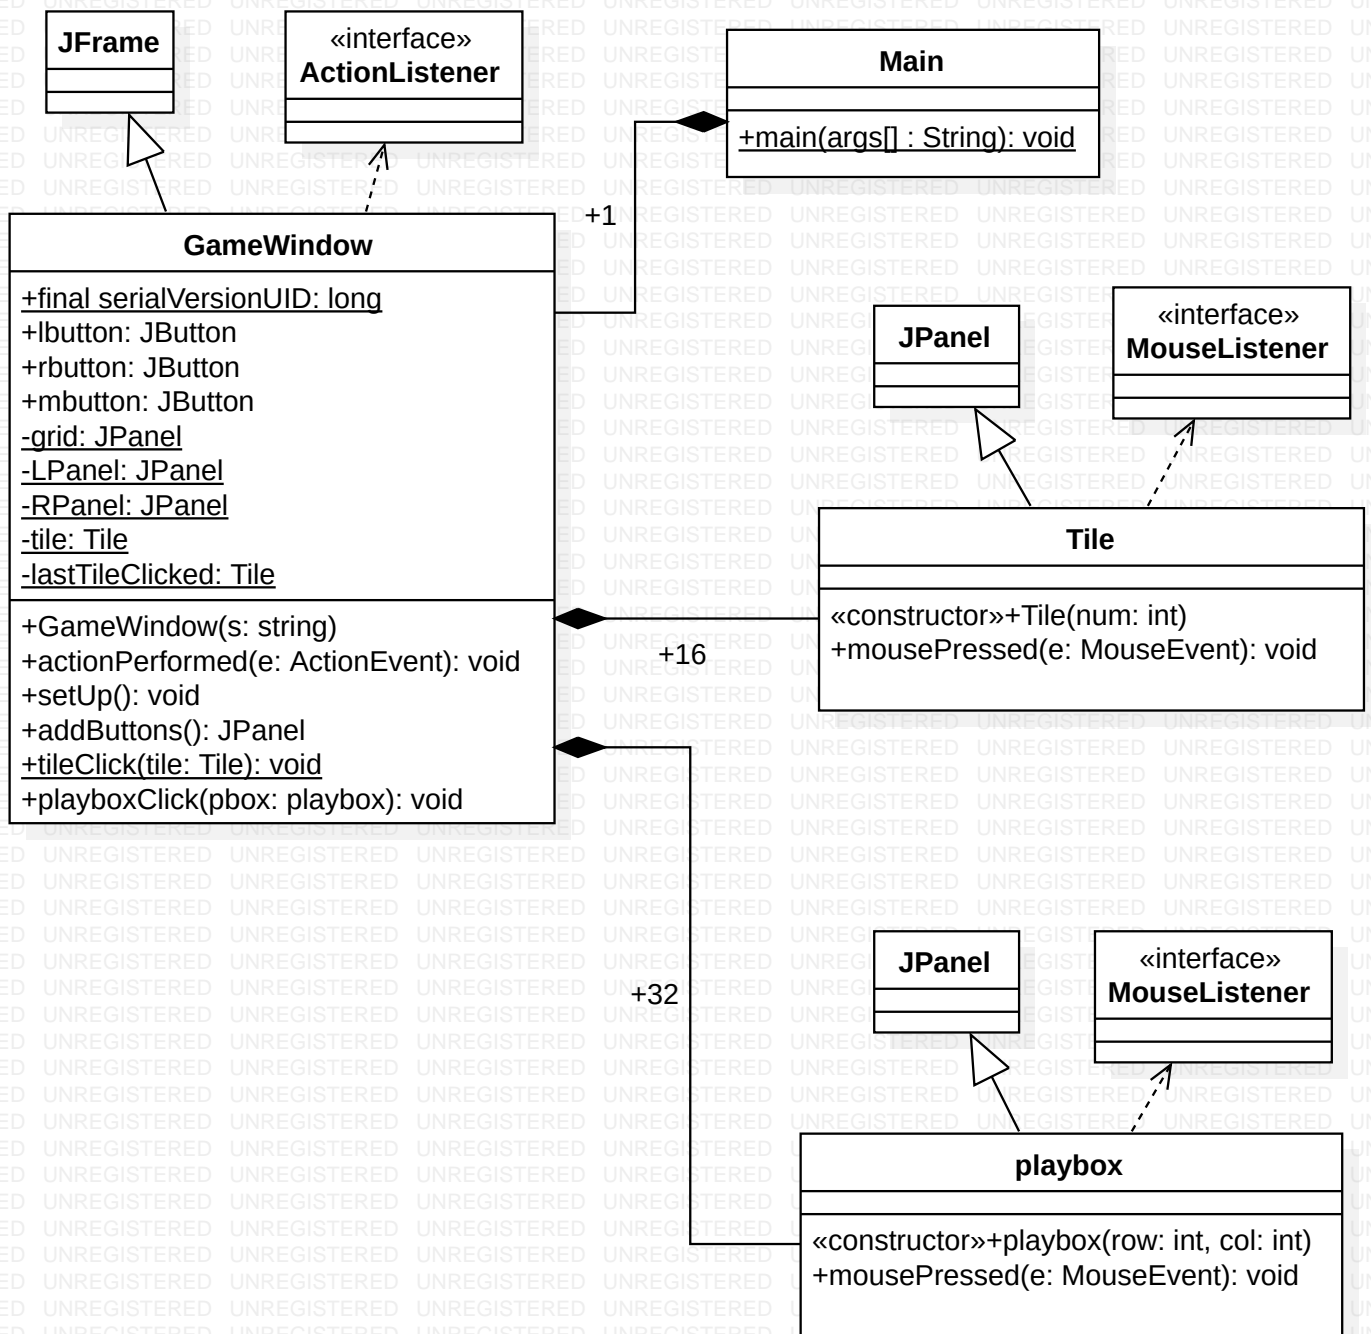 JFrame
«interface»
ActionListener
Main
+main(args[] : String): void
+1
GameWindow
+final serialVersionUID: long
+lbutton: JButton
+rbutton: JButton
+mbutton: JButton
-grid: JPanel
-LPanel: JPanel
-RPanel: JPanel
-tile: Tile
-lastTileClicked: Tile
+GameWindow(s: string)
+actionPerformed(e: ActionEvent): void
+setUp(): void
+addButtons(): JPanel
+tileClick(tile: Tile): void
+playboxClick(pbox: playbox): void
JPanel
«interface»
MouseListener
Tile
«constructor»+Tile(num: int)
+mousePressed(e: MouseEvent): void
+16
+32
JPanel
«interface»
MouseListener
playbox
«constructor»+playbox(row: int, col: int)
+mousePressed(e: MouseEvent): void
UNREGISTERED